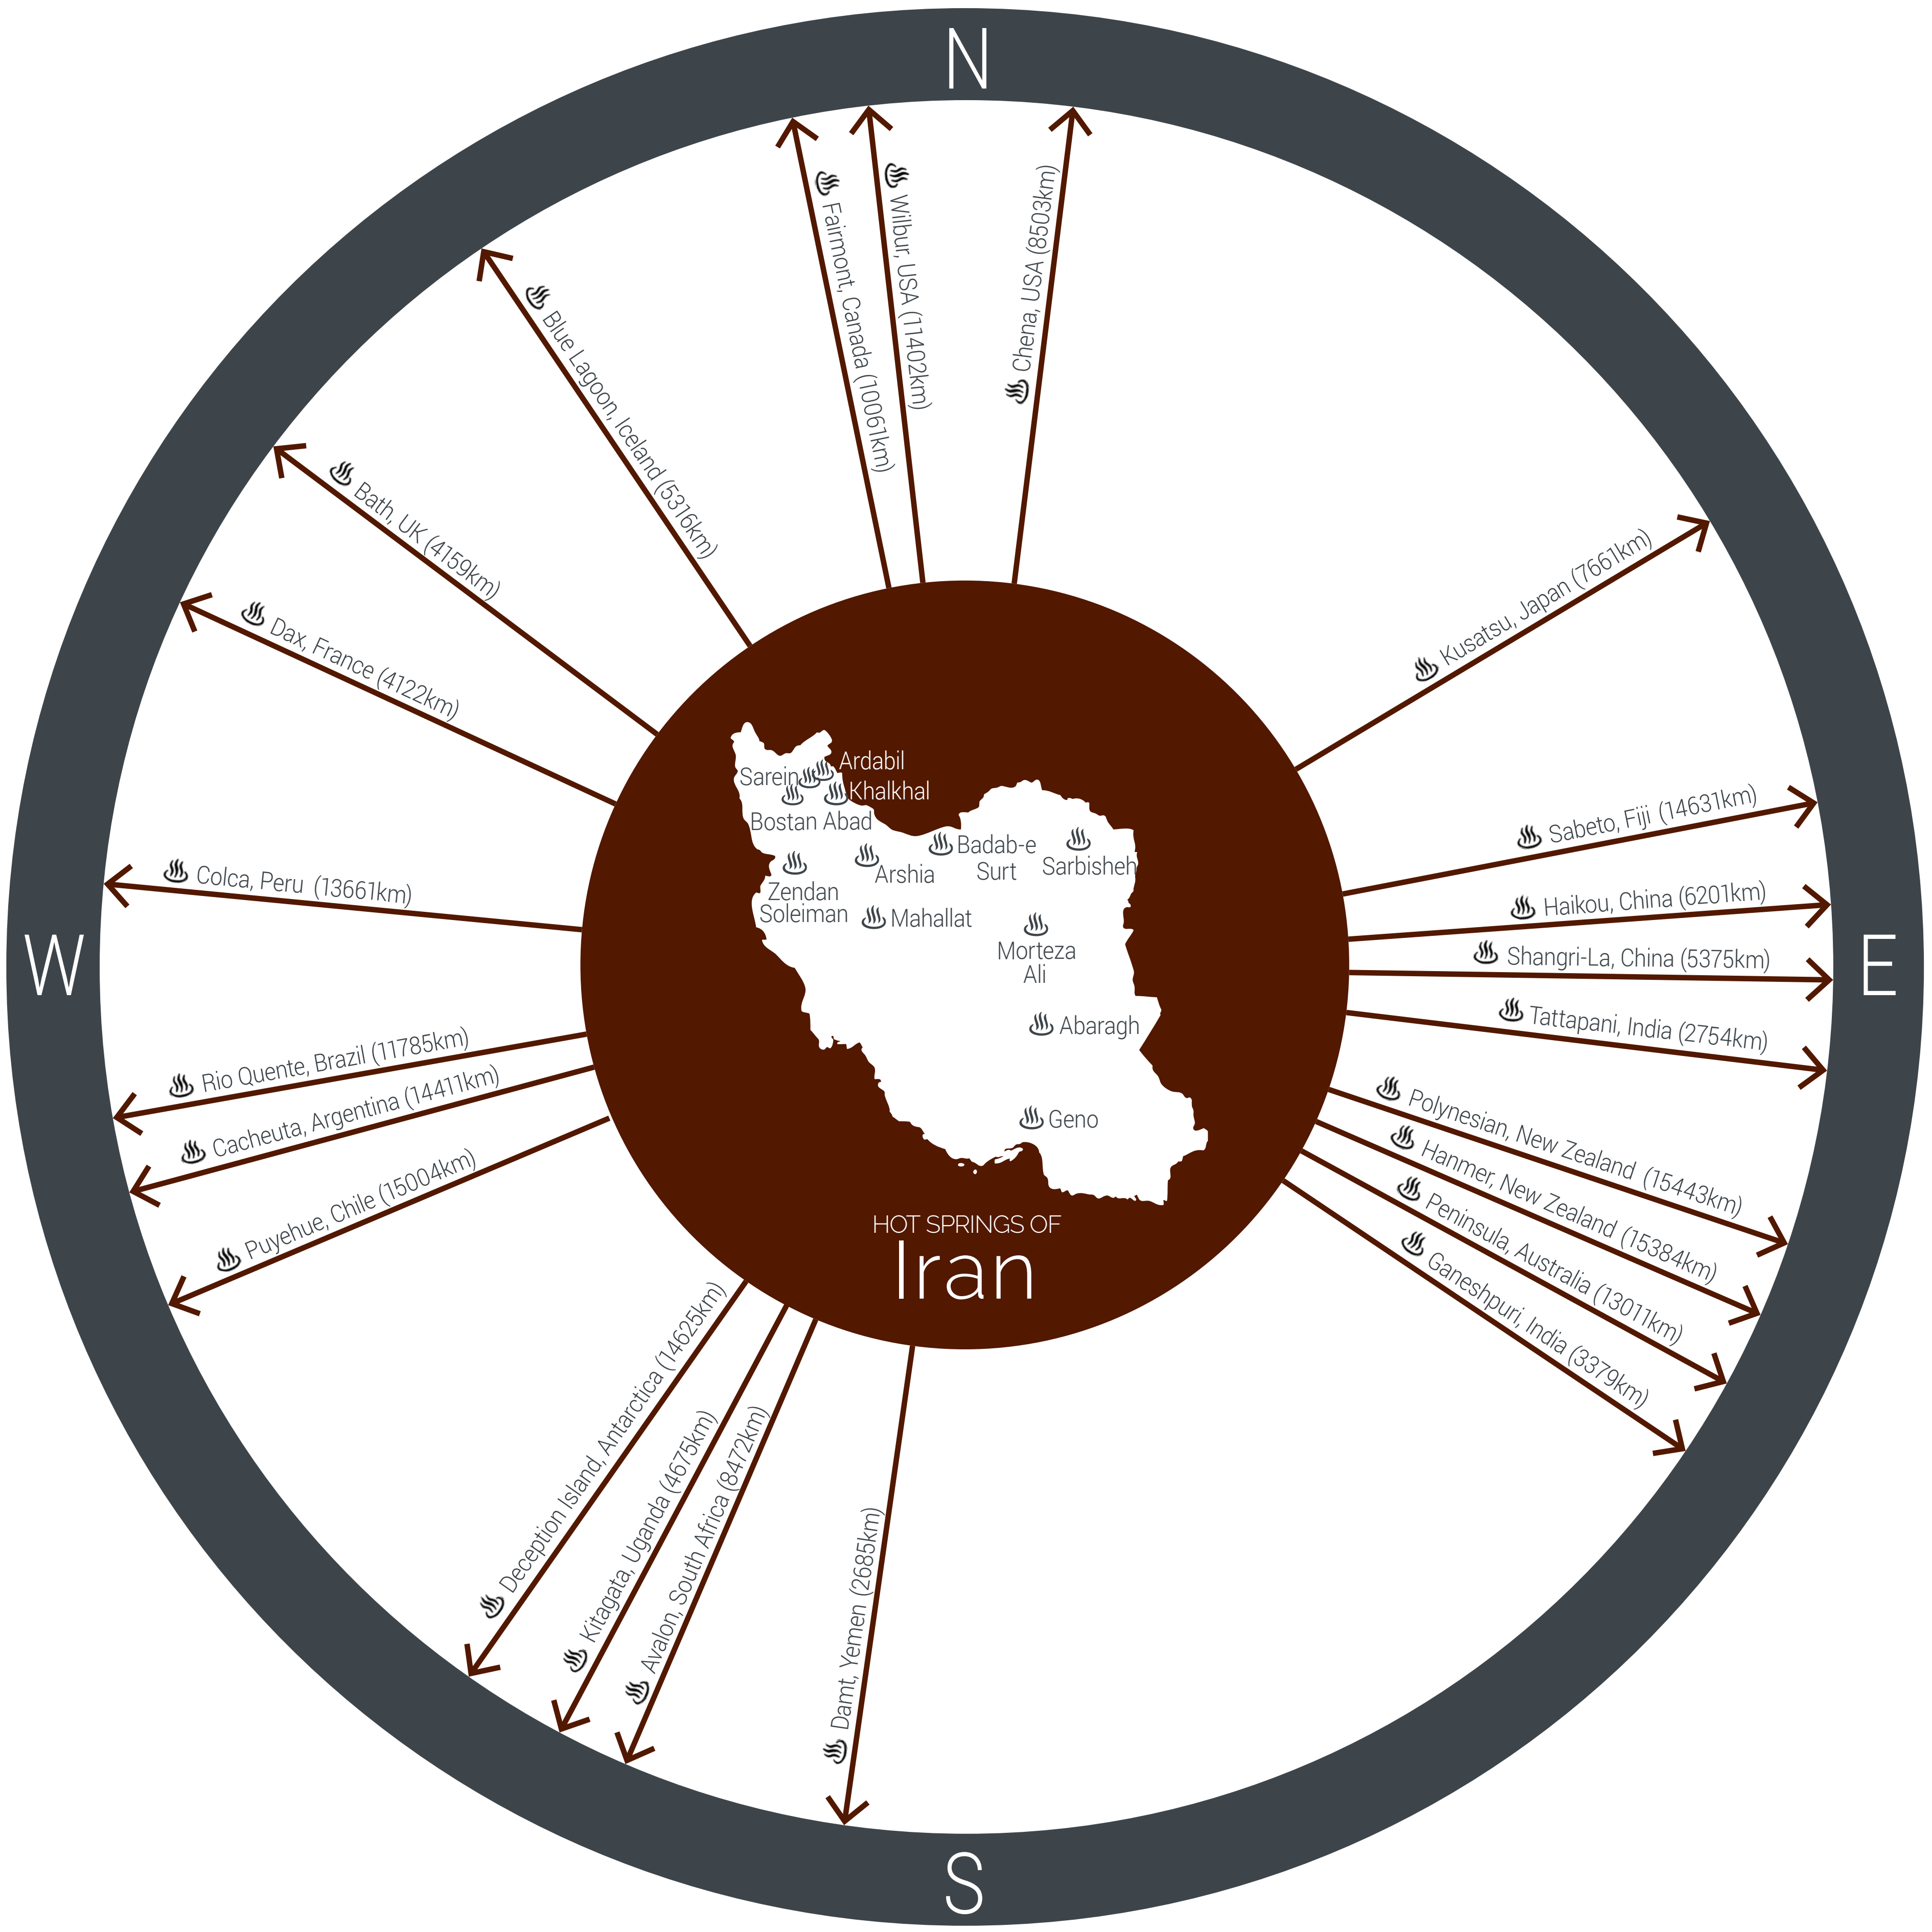 N
Fairmont, Canada (10061km)
Wilbur, USA (11402km)
Chena, USA (8503km)
Blue Lagoon, Iceland (5316km)
Bath, UK (4159km)
Dax, France (4122km)
Colca, Peru (13661km)
W
Rio Quente, Brazil (11785km)
Cacheuta, Argentina (14411km)
Puyehue, Chile (15004km)
Deception Island, Antarctica (14625km)
Kitagata, Uganda (4675km)
Avalon, South Africa (8472km)
Damt, Yemen (2685km)
S
Kusatsu, Japan (7661km)
Sabeto, Fiji (14631km)
Haikou, China (6201km)
Shangri-La, China (5375km)
E
Tattapani, India (2754km)
Polynesian, New Zealand (15443km)
Hanmer, New Zealand (15384km)
Peninsula, Australia (13011km)
Ganeshpuri, India (3379km)
Ardabil
Sarein
Khalkhal
Bostan Abad
Badab-e
Surt
Sarbisheh
Arshia
Zendan
Soleiman
Mahallat
Morteza
Ali
Abaragh
Geno
HOT SPRINGS OF
Iran